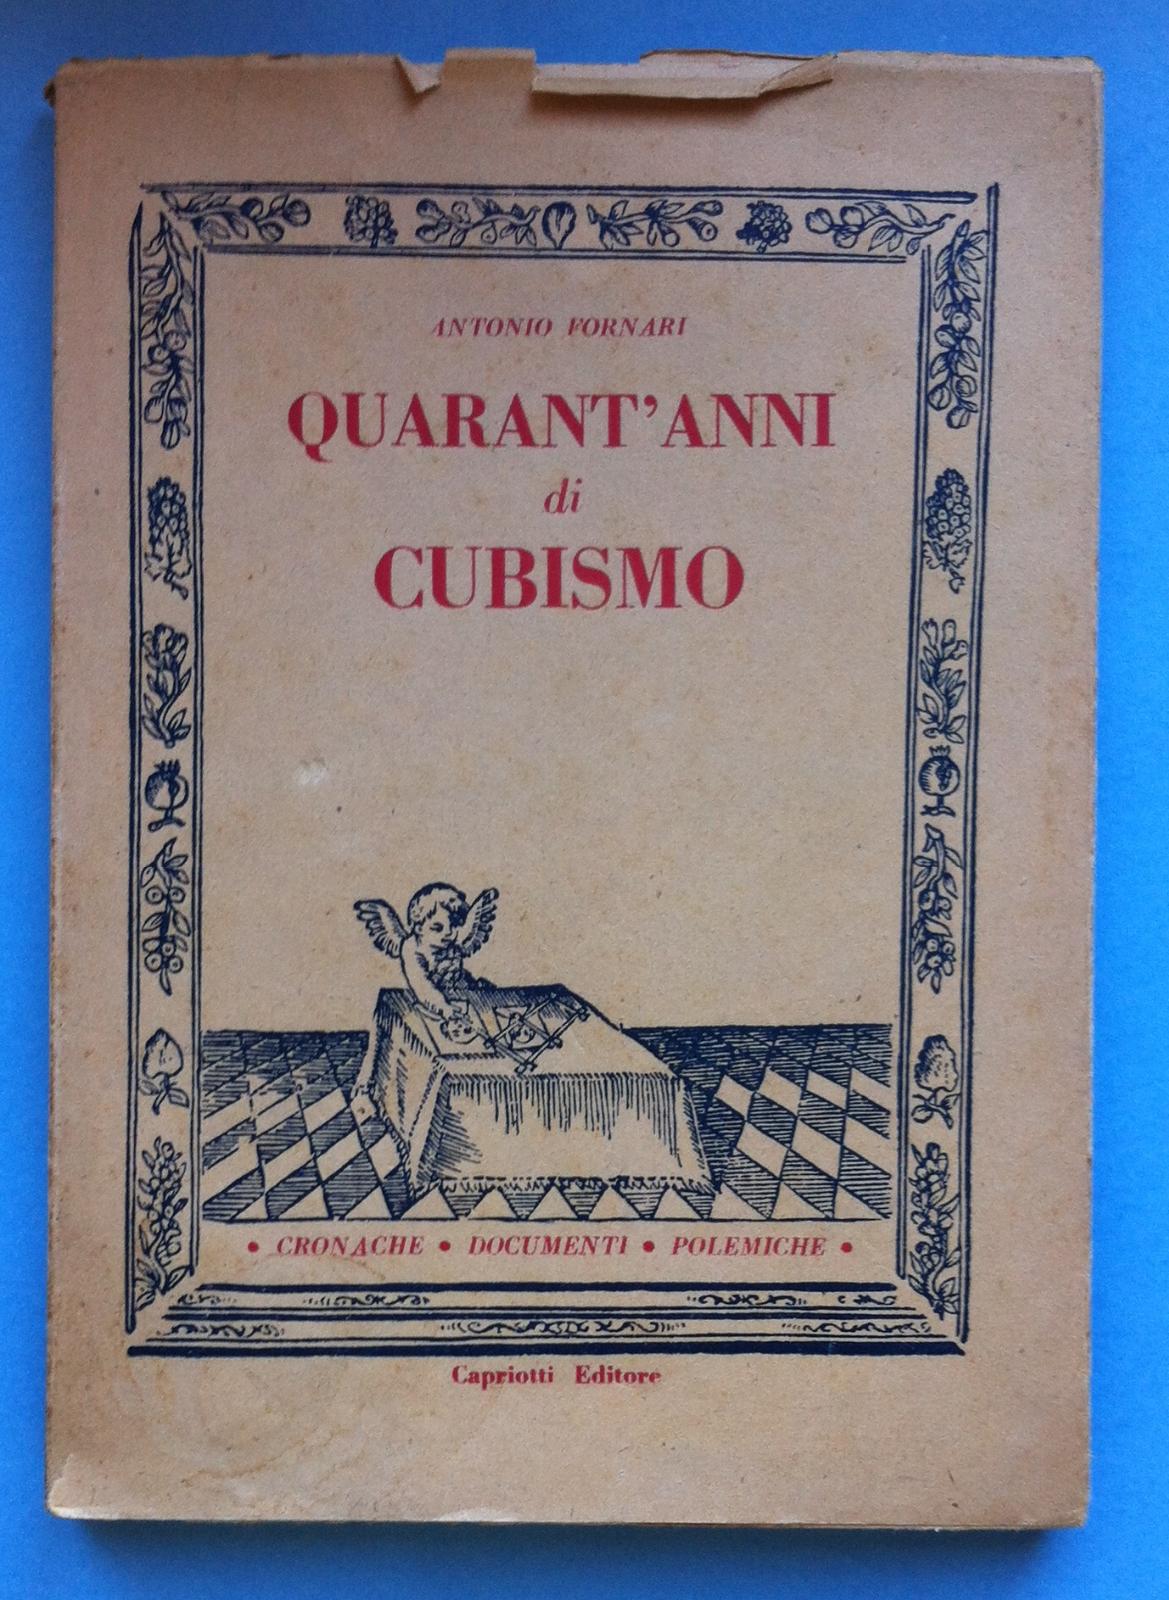 ANTONIO FORNARI
QUARANT'ANNI
di
CUBISMO
• CRONACHE • DOCUMENTI • POLEMICHE •
Capriotti Editore